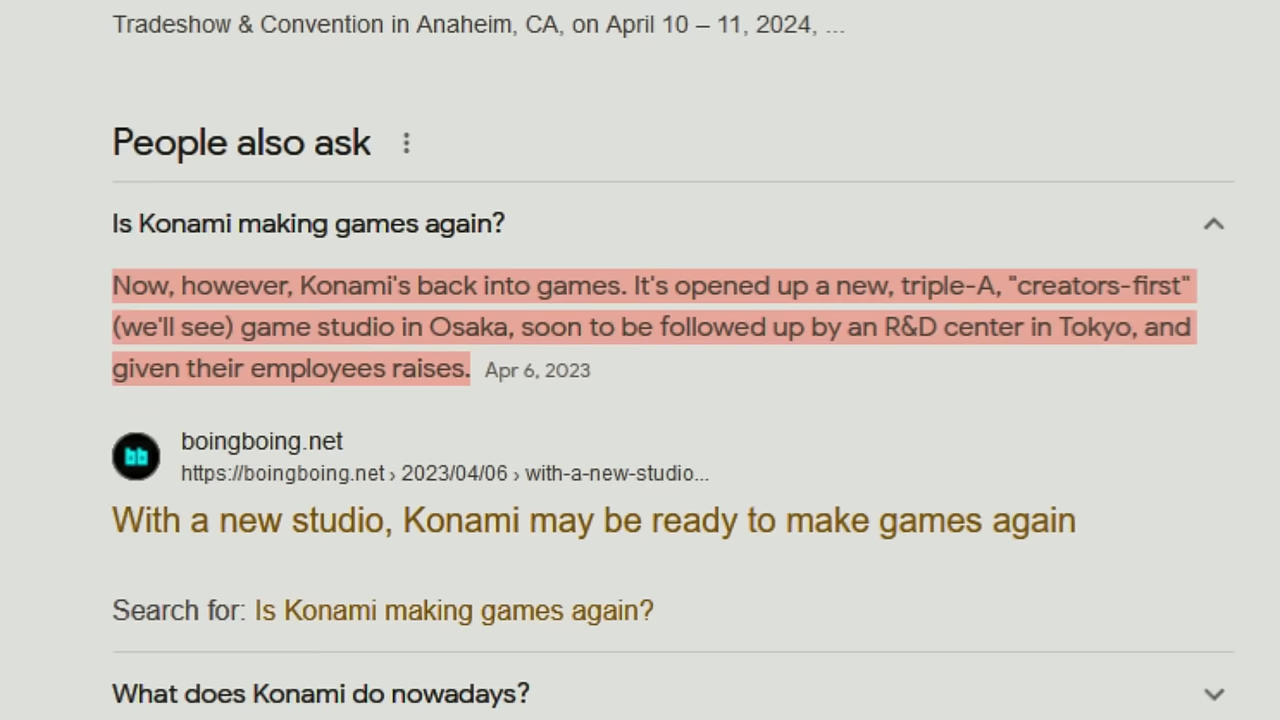 Tradeshow & Convention in Anaheim, CA, on April 10 – 11, 2024, ...
People also ask
Is Konami making games again?
Now, however, Konami's back into games. It's opened up a new, triple-A, "creators-first"
(we'll see) game studio in Osaka, soon to be followed up by an R&D center in Tokyo, and
given their employees raises. Apr 6, 2023
bb
boingboing.net
https://boingboing.net › 2023/04/06 › with-a-new-studio...
With a new studio, Konami may be ready to make games again
Search for: Is Konami making games again?
What does Konami do nowadays?